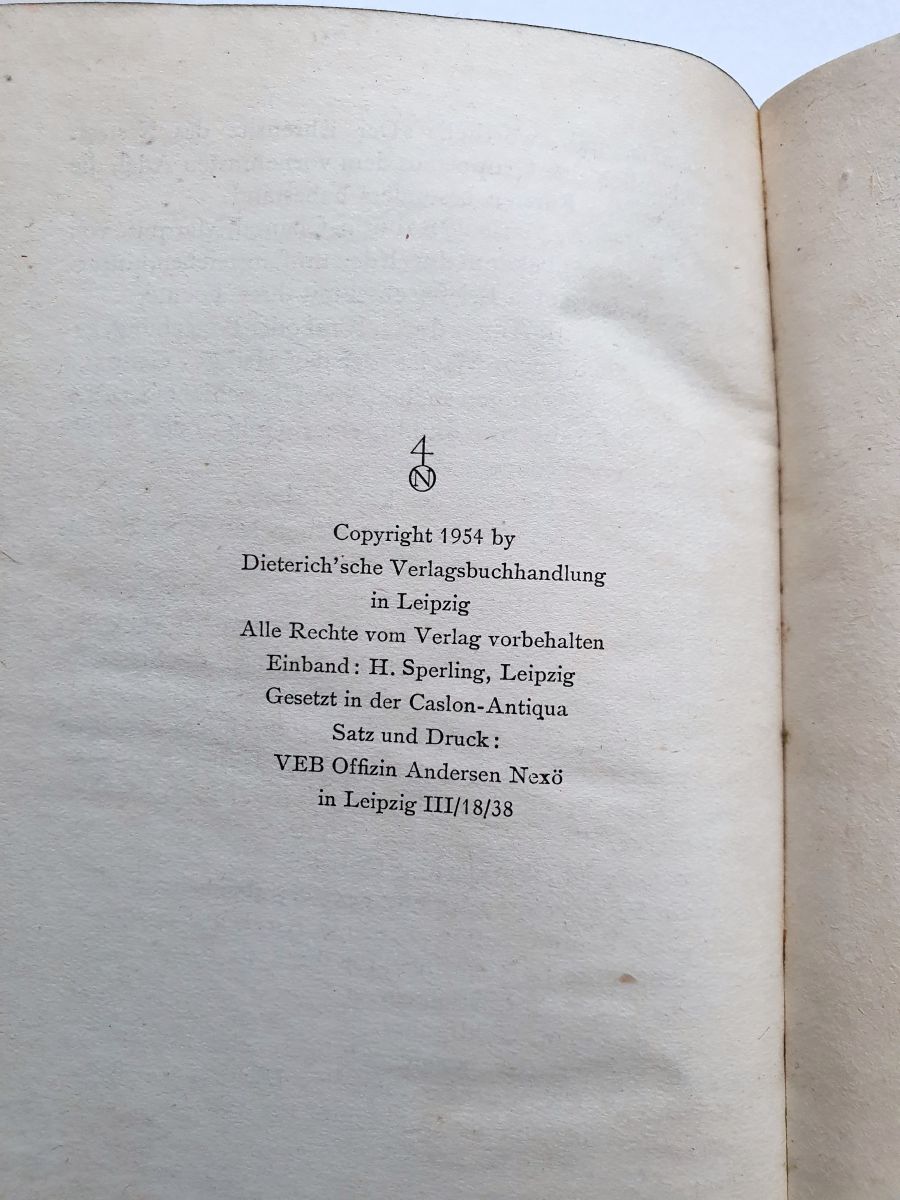 4
N
Copyright 1954 by
Dieterich'sche Verlagsbuchhandlung
in Leipzig
Alle Rechte vom Verlag vorbehalten
Einband: H. Sperling, Leipzig
Gesetzt in der Caslon-Antiqua
Satz und Druck:
VEB Offizin Andersen Nexö
in Leipzig III/18/38